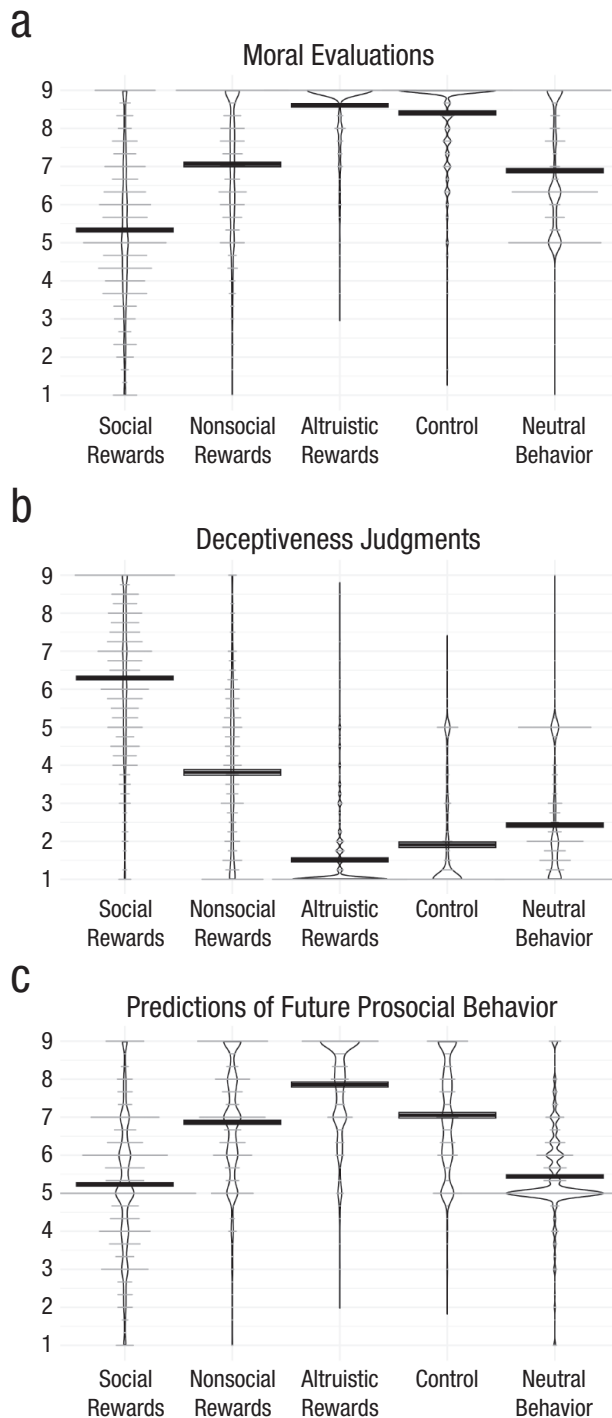 a
Moral Evaluations
9
8
7
6
5
4
3
2
1
Social Nonsocial Altruistic Control Neutral
Rewards Rewards Rewards Behavior
b
Deceptiveness Judgments
9
8
7
6
5
4
3
2
1
Social Nonsocial Altruistic Control Neutral
Rewards Rewards Rewards Behavior
c
Predictions of Future Prosocial Behavior
9
8
7
6
5
4
3
2
1
Social Nonsocial Altruistic Control Neutral
Rewards Rewards Rewards Behavior